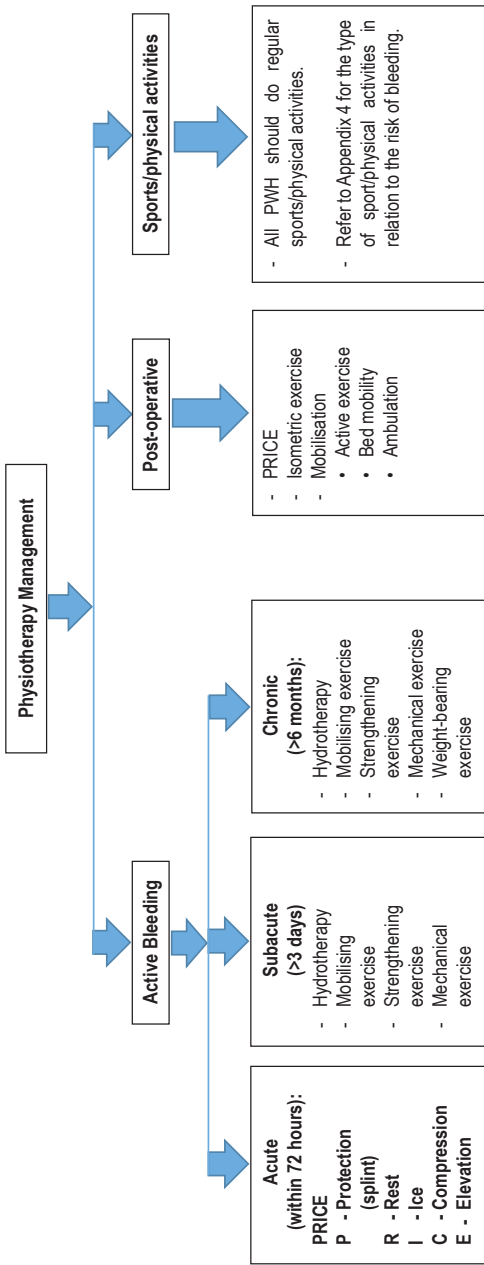 Physiotherapy Management
Active Bleeding
Post-operative
Sports/physical activities
Acute
(within 72 hours):
PRICE
P - Protection
(splint)
R - Rest
I - Ice
C - Compression
E - Elevation
Subacute
(>3 days)
- Hydrotherapy
- Mobilising
exercise
- Strengthening
exercise
- Mechanical
exercise
Chronic
(>6 months):
- Hydrotherapy
- Mobilising exercise
- Strengthening
exercise
- Mechanical exercise
- Weight-bearing
exercise
- PRICE
- Isometric exercise
- Mobilisation
• Active exercise
• Bed mobility
• Ambulation
- All PWH should do regular
sports/physical activities.
- Refer to Appendix 4 for the type
of sport/physical activities in
relation to the risk of bleeding.